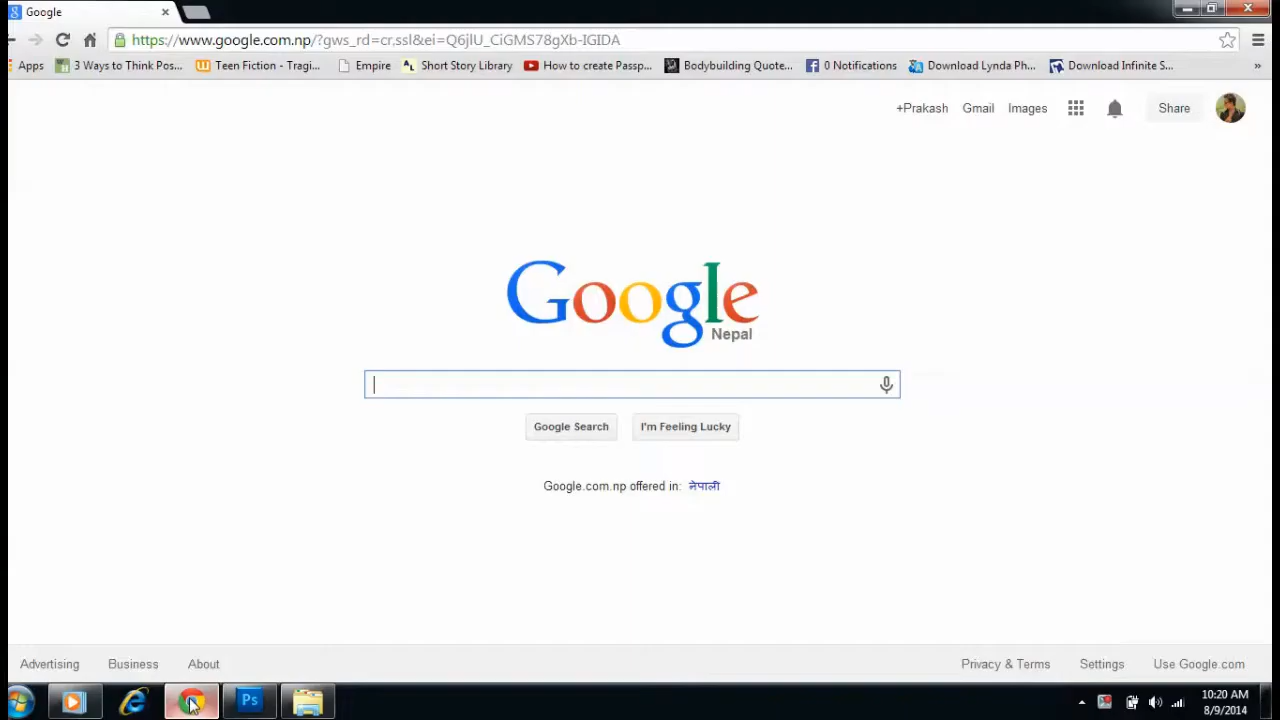 Google
https://www.google.com.np/?gws_rd=cr,ssl&ei=Q6jlU_CiGMS78gXb-IGIDA
Apps 3 Ways to Think Pos... Teen Fiction - Tragi... Empire Short Story Library How to create Passp... Bodybuilding Quote... 0 Notifications Download Lynda Ph... Download Infinite S... »
+Prakash Gmail Images Share
Google
Nepal
Google Search I'm Feeling Lucky
Google.com.np offered in: नेपाली
Advertising Business About Privacy & Terms Settings Use Google.com
Ps
10:20 AM
8/9/2014